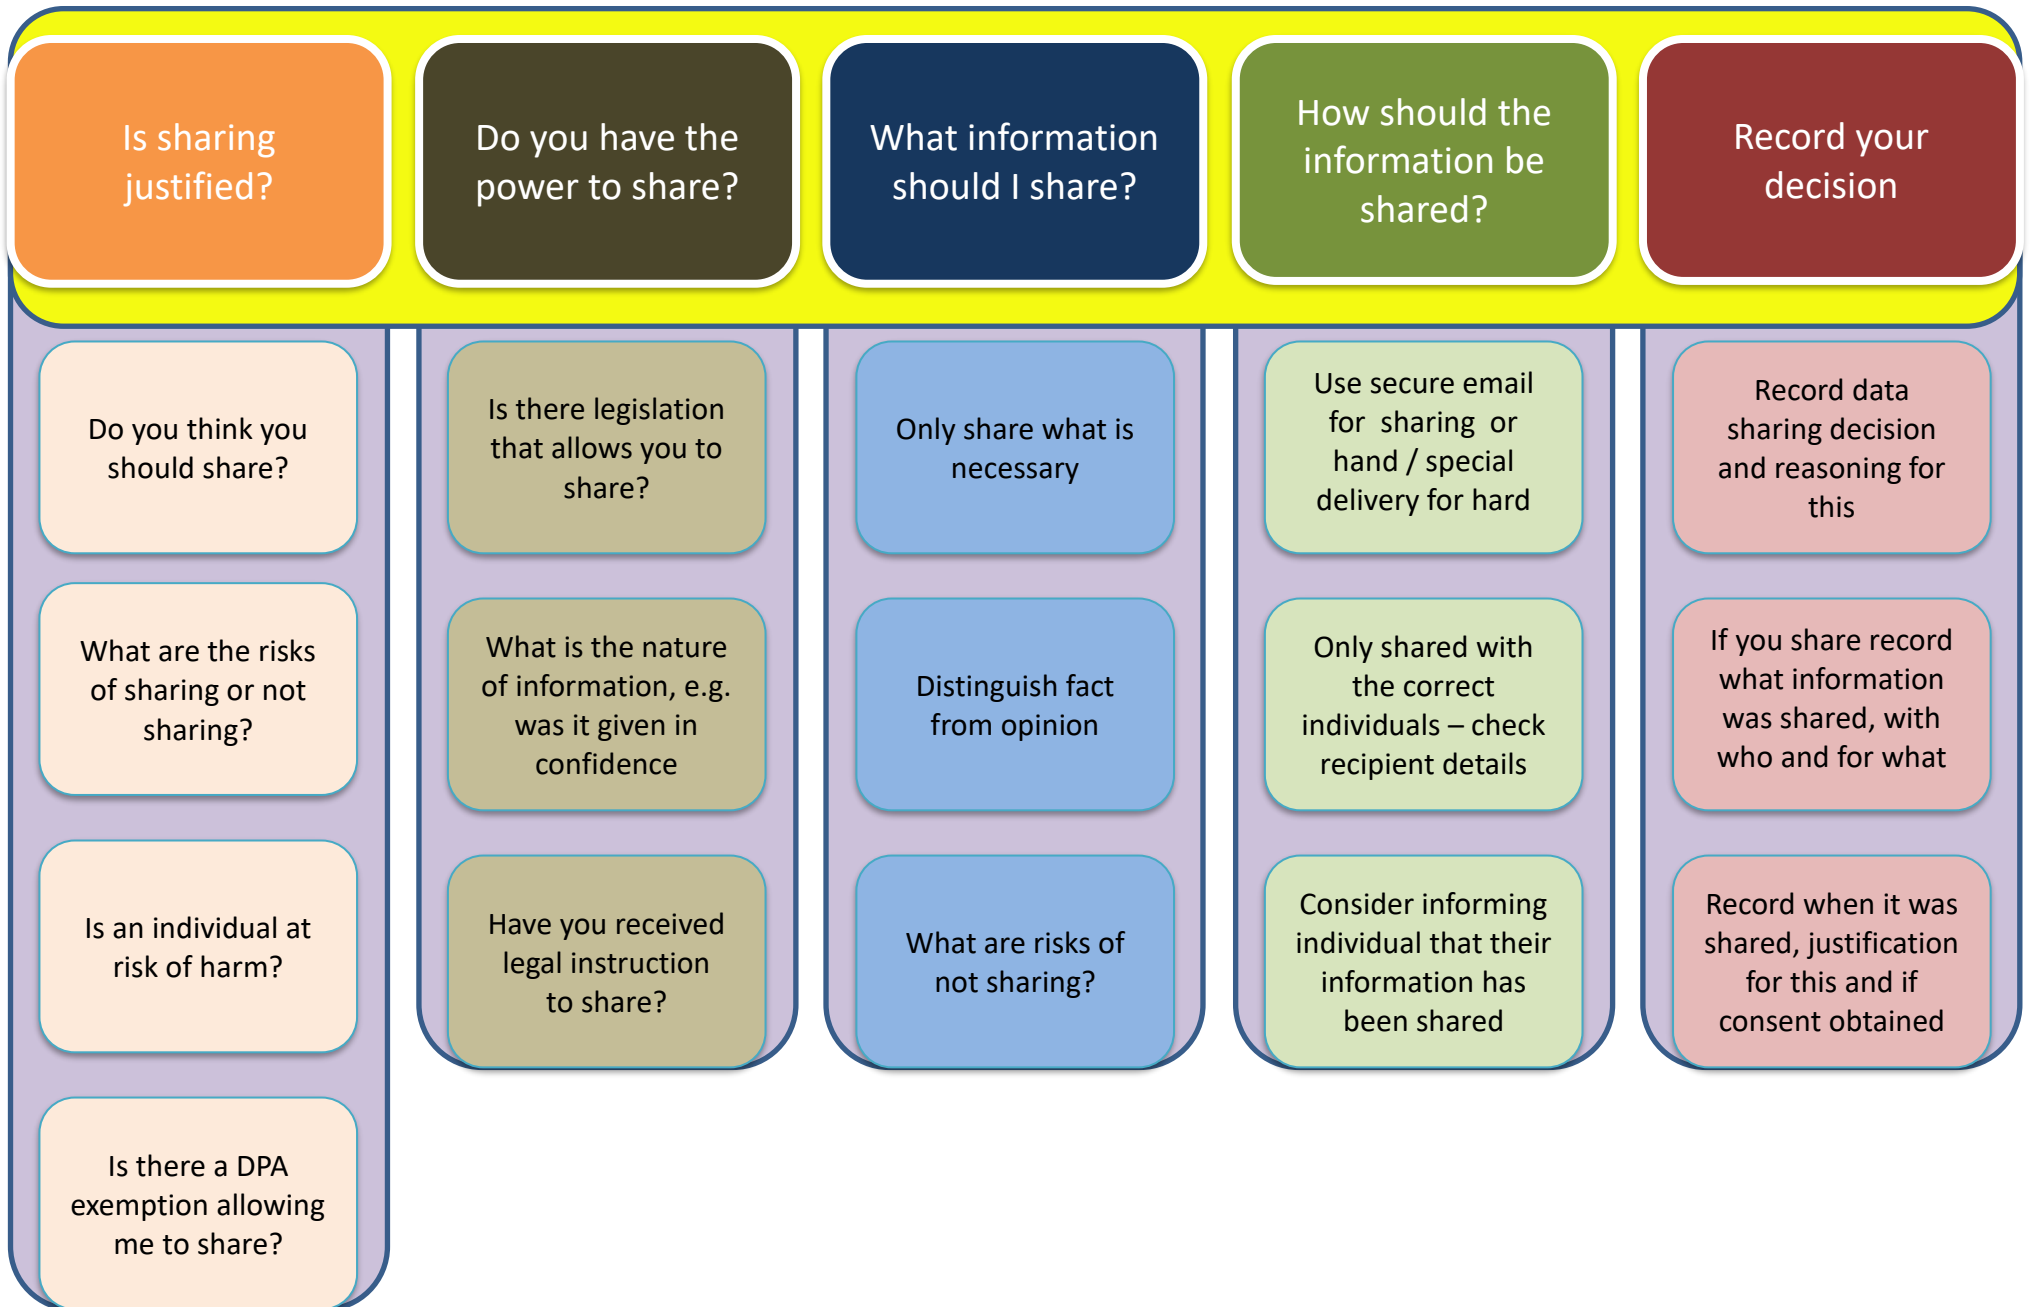 Is sharing
justified?
Do you have the
power to share?
What information
should I share?
How should the
information be
shared?
Record your
decision
Do you think you
should share?
What are the risks
of sharing or not
sharing?
Is an individual at
risk of harm?
Is there a DPA
exemption allowing
me to share?
Is there legislation
that allows you to
share?
What is the nature
of information, e.g.
was it given in
confidence
Have you received
legal instruction
to share?
Only share what is
necessary
Distinguish fact
from opinion
What are risks of
not sharing?
Use secure email
for sharing or
hand / special
delivery for hard
Only shared with
the correct
individuals – check
recipient details
Consider informing
individual that their
information has
been shared
Record data
sharing decision
and reasoning for
this
If you share record
what information
was shared, with
who and for what
Record when it was
shared, justification
for this and if
consent obtained